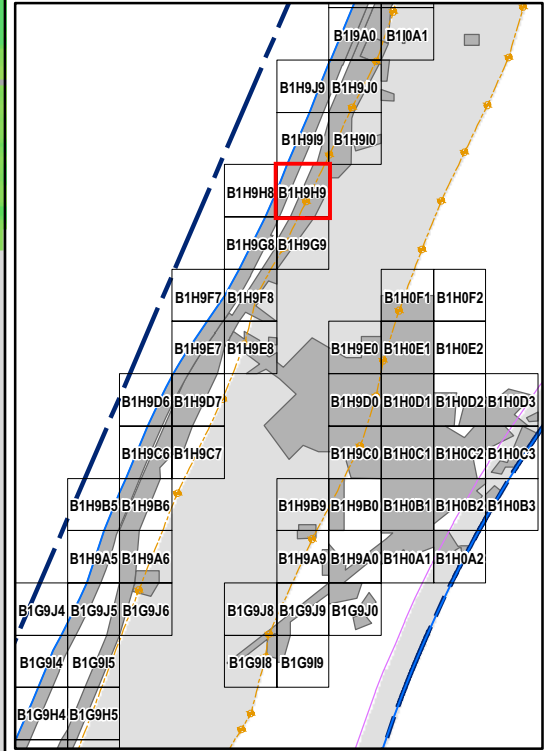 B1I9A0 B1I0A1
B1H9J9 B1H9J0
B1H9I9 B1H9I0
B1H9H8 B1H9H9
B1H9G8 B1H9G9
B1H9F7 B1H9F8 B1H0F1 B1H0F2
B1H9E7 B1H9E8 B1H9E0 B1H0E1 B1H0E2
B1H9D6 B1H9D7 B1H9D0 B1H0D1 B1H0D2 B1H0D3
B1H9C6 B1H9C7 B1H9C0 B1H0C1 B1H0C2 B1H0C3
B1H9B5 B1H9B6 B1H9B9 B1H9B0 B1H0B1 B1H0B2 B1H0B3
B1H9A5 B1H9A6 B1H9A9 B1H9A0 B1H0A1 B1H0A2
B1G9J4 B1G9J5 B1G9J6 B1G9J8 B1G9J9 B1G9J0
B1G9I4 B1G9I5 B1G9I8 B1G9I9
B1G9H4 B1G9H5